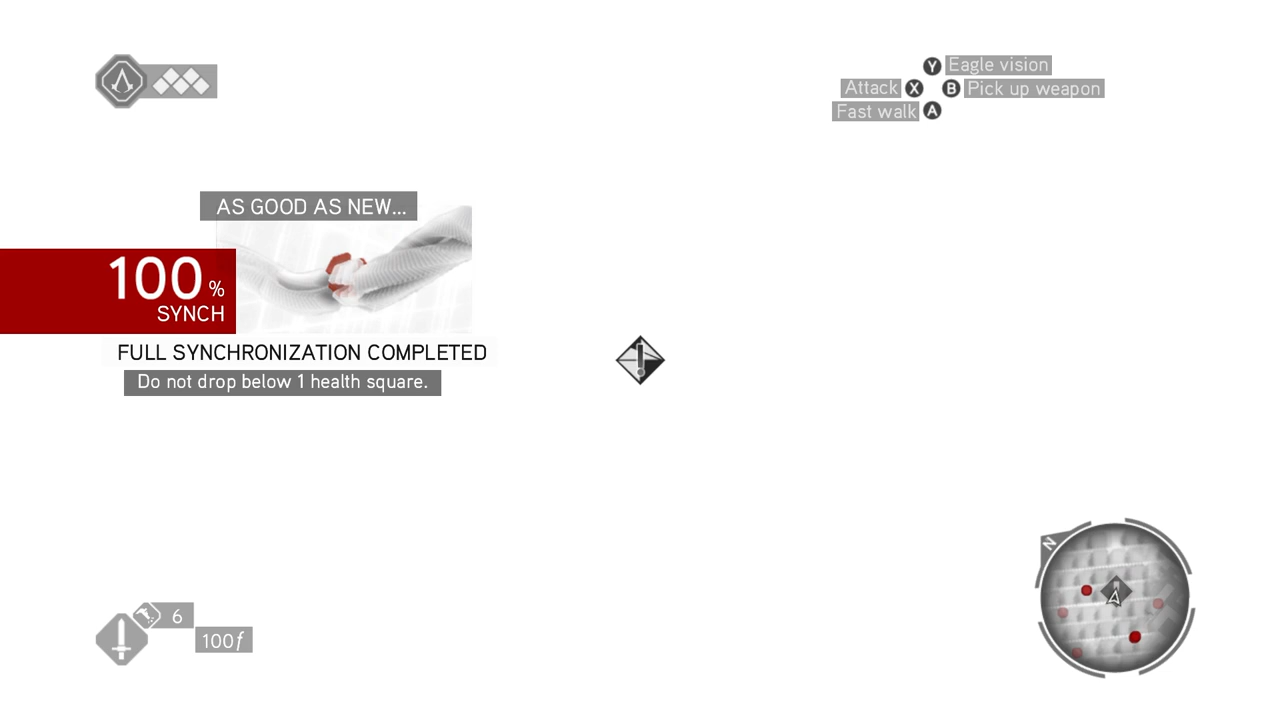 Y Eagle vision
Attack X B Pick up weapon
Fast walk A
AS GOOD AS NEW...
100 %
SYNCH
FULL SYNCHRONIZATION COMPLETED
Do not drop below 1 health square.
N
6
100ƒ